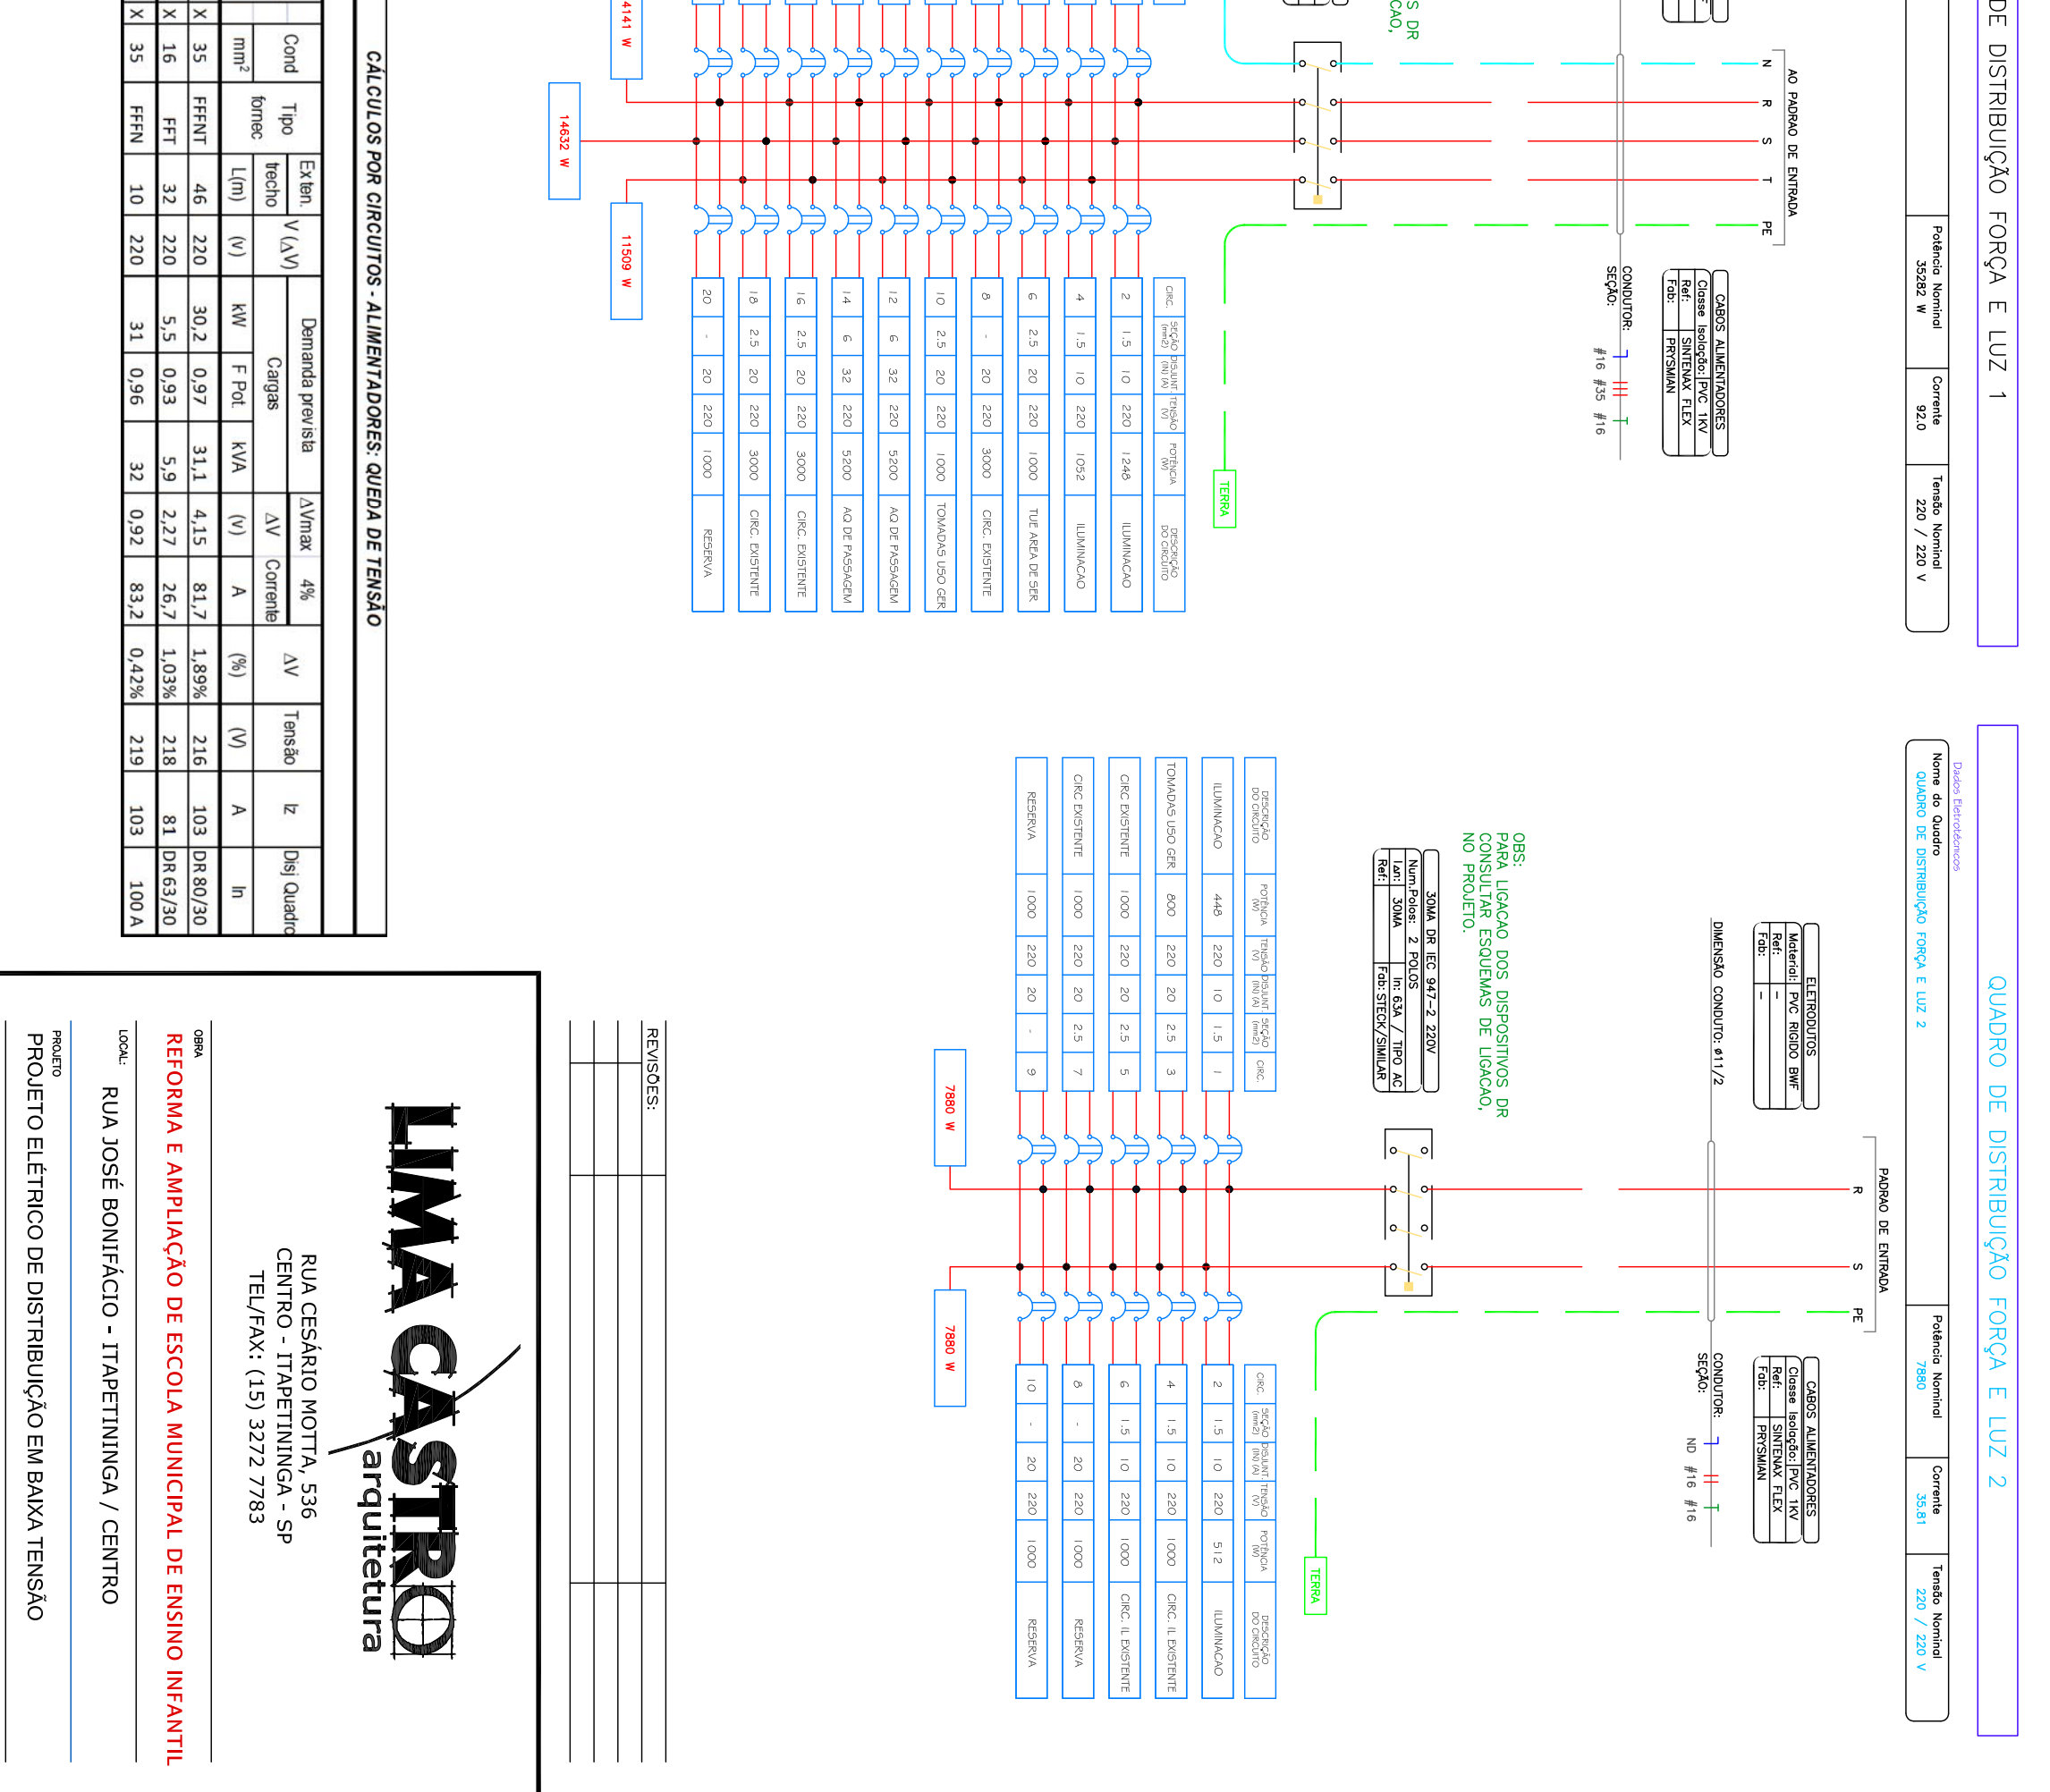 DE DISTRIBUIÇÃO FORÇA E LUZ 1
Potência Nominal
35282 W
Corrente
92.0
Tensão Nominal
220 / 220 V
AO PADRAO DE ENTRADA
N
R
S
T
PE
CABOS ALIMENTADORES
Classe Isolação: PVC 1KV
Ref: SINTENAX FLEX
Fab: PRYSMIAN
CONDUTOR:
SEÇÃO:
#16 #35 #16
S DR
CAO,
TERRA
CIRC. SEÇÃO (mm2) DISJUNT. (IN) (A) TENSÃO (V) POTÊNCIA (W) DESCRIÇÃO DO CIRCUITO
2 1.5 10 220 1248 ILUMINACAO
4 1.5 10 220 1052 ILUMINACAO
6 2.5 20 220 1000 TUE AREA DE SER
8 - 20 220 3000 CIRC. EXISTENTE
10 2.5 20 220 1000 TOMADAS USO GER
12 6 32 220 5200 AQ DE PASSAGEM
14 6 32 220 5200 AQ DE PASSAGEM
16 2.5 20 220 3000 CIRC. EXISTENTE
18 2.5 20 220 3000 CIRC. EXISTENTE
20 - 20 220 1000 RESERVA
4141 W
14632 W
11509 W
QUADRO DE DISTRIBUIÇÃO FORÇA E LUZ 2
Dados Eletrotécnicos
Nome do Quadro
QUADRO DE DISTRIBUIÇÃO FORÇA E LUZ 2
Potência Nominal
7880
Corrente
35.81
Tensão Nominal
220 / 220 V
PADRAO DE ENTRADA
R
S
PE
ELETRODUTOS
Material: PVC RIGIDO BWF
Ref: -
Fab: -
DIMENSÃO CONDUTO: ø11/2
CABOS ALIMENTADORES
Classe Isolação: PVC 1KV
Ref: SINTENAX FLEX
Fab: PRYSMIAN
CONDUTOR:
SEÇÃO:
ND #16 #16
OBS:
PARA LIGACAO DOS DISPOSITIVOS DR
CONSULTAR ESQUEMAS DE LIGACAO,
NO PROJETO.
30MA DR IEC 947-2 220V
Num.Polos: 2 POLOS
I∆n: 30MA In: 63A / TIPO AC
Ref: Fab: STECK/SIMILAR
TERRA
DESCRIÇÃO DO CIRCUITO POTÊNCIA (W) TENSÃO (V) DISJUNT. (IN) (A) SEÇÃO (mm2) CIRC.
ILUMINACAO 448 220 10 1.5 1
TOMADAS USO GER 800 220 20 2.5 3
CIRC EXISTENTE 1000 220 20 2.5 5
CIRC EXISTENTE 1000 220 20 2.5 7
RESERVA 1000 220 20 - 9
CIRC. SEÇÃO (mm2) DISJUNT. (IN) (A) TENSÃO (V) POTÊNCIA (W) DESCRIÇÃO DO CIRCUITO
2 1.5 10 220 512 ILUMINACAO
4 1.5 10 220 1000 CIRC. IL EXISTENTE
6 1.5 10 220 1000 CIRC. IL EXISTENTE
8 - 20 220 1000 RESERVA
10 - 20 220 1000 RESERVA
7880 W
7880 W
CÁLCULOS POR CIRCUITOS - ALIMENTADORES: QUEDA DE TENSÃO
Cond Tipo Exten. V (∆V) Demanda prevista ∆Vmax 4% ∆V Tensão Iz Disj Quadro
fornec trecho Cargas ∆V Corrente
mm² L(m) (v) kW F Pot. kVA (v) A (%) (V) A In
X 35 FFFNT 46 220 30,2 0,97 31,1 4,15 81,7 1,89% 216 103 DR 80/30
X 16 FFT 32 220 5,5 0,93 5,9 2,27 26,7 1,03% 218 81 DR 63/30
X 35 FFFN 10 220 31 0,96 32 0,92 83,2 0,42% 219 103 100 A
REVISÕES:
LIMA CASTRO
arquitetura
RUA CESÁRIO MOTTA, 536
CENTRO - ITAPETININGA - SP
TEL/FAX: (15) 3272 7783
OBRA
REFORMA E AMPLIAÇÃO DE ESCOLA MUNICIPAL DE ENSINO INFANTIL
LOCAL: RUA JOSÉ BONIFÁCIO - ITAPETININGA / CENTRO
PROJETO
PROJETO ELÉTRICO DE DISTRIBUIÇÃO EM BAIXA TENSÃO